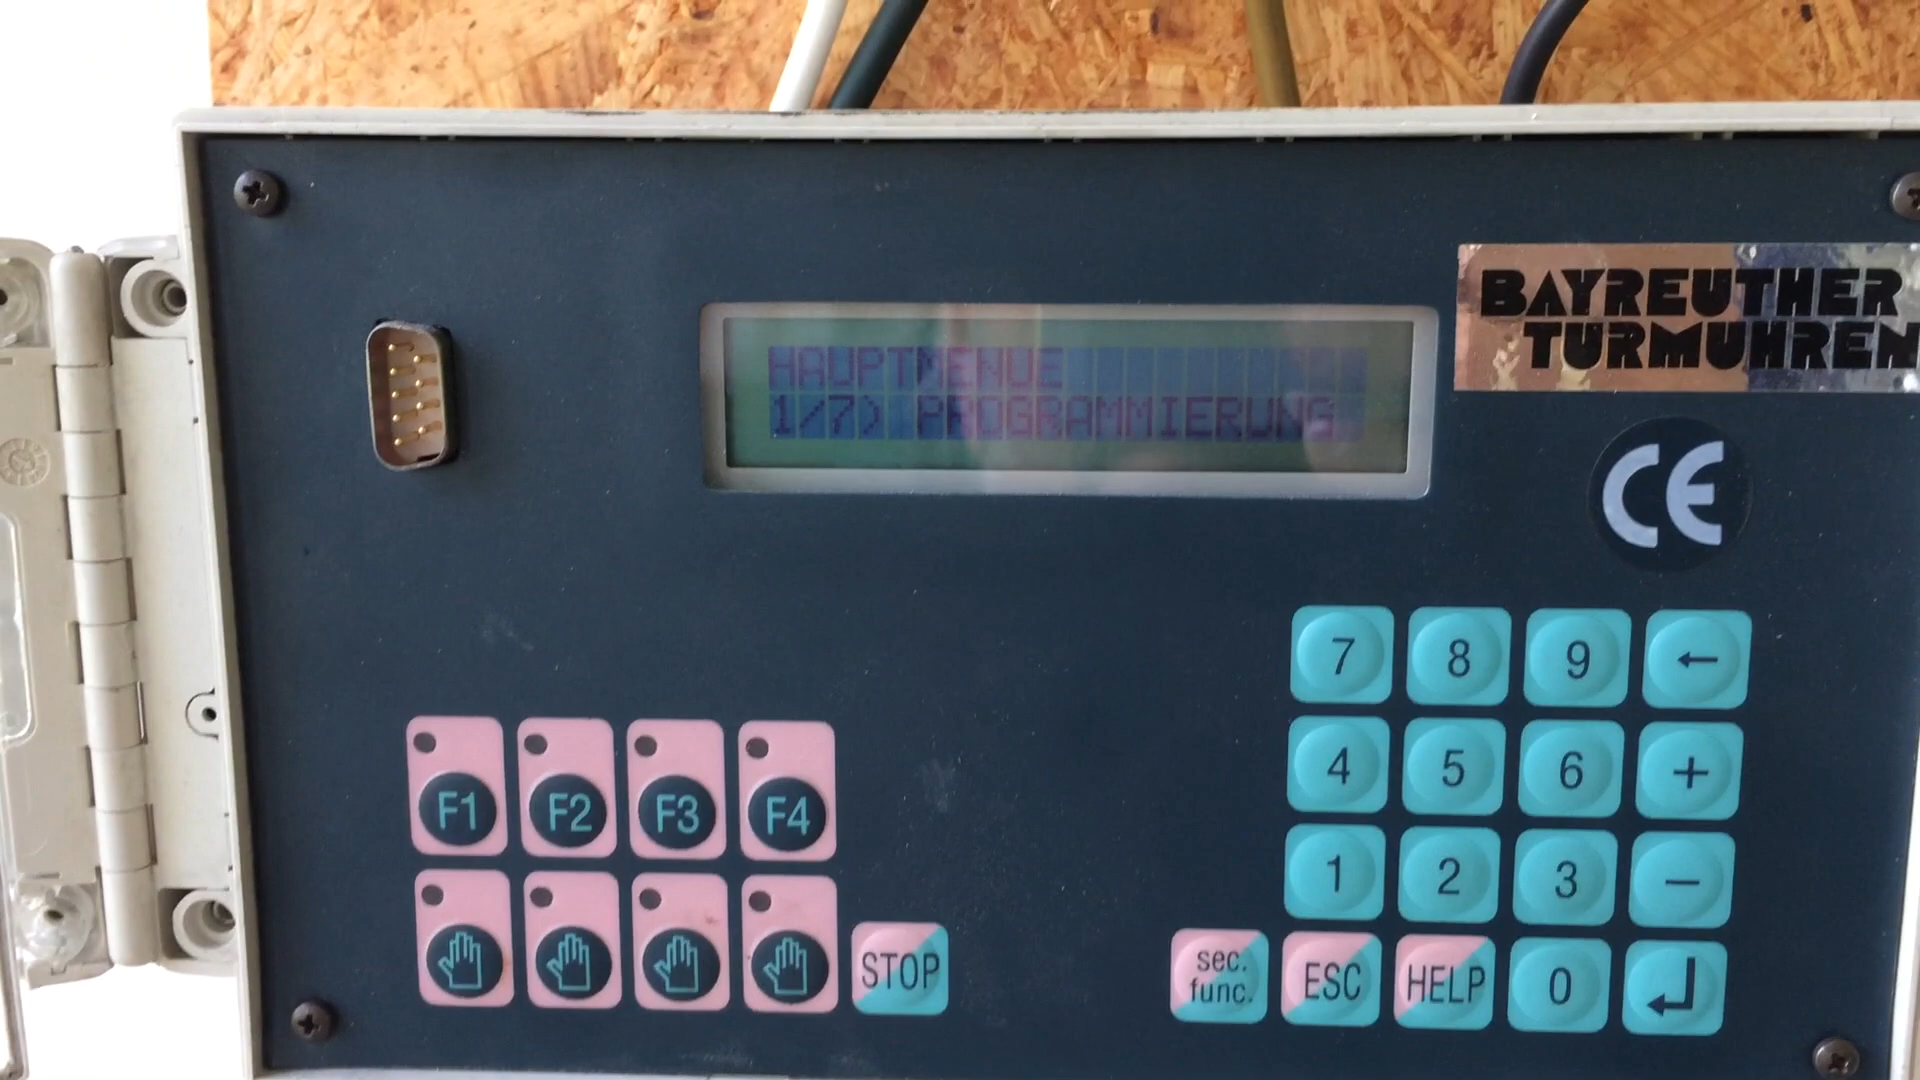 BAYREUTHER
TURMUHREN
HAUPTMENUE
1/7) PROGRAMMIERUNG
CE
7 8 9 ←
4 5 6 +
1 2 3 −
F1 F2 F3 F4
STOP
sec.
func.
ESC HELP 0 ↵